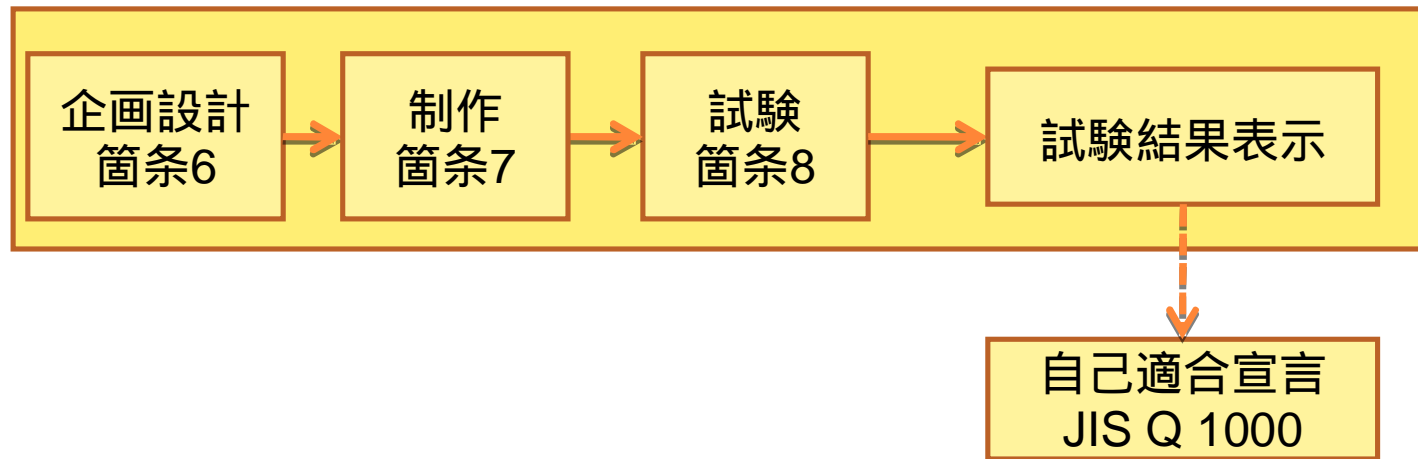 企画設計
箇条6
制作
箇条7
試験
箇条8
試験結果表示
自己適合宣言
JIS Q 1000